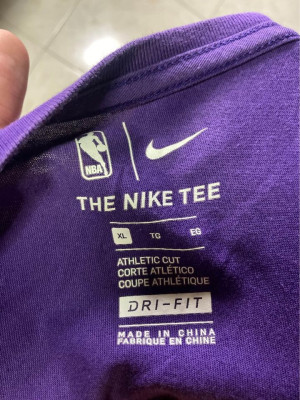 NBA
THE NIKE TEE
XL TG EG
ATHLETIC CUT
CORTE ATLÉTICO
COUPE ATHLÉTIQUE
DRI-FIT
MADE IN CHINA
FABRIQUE EN CHINE